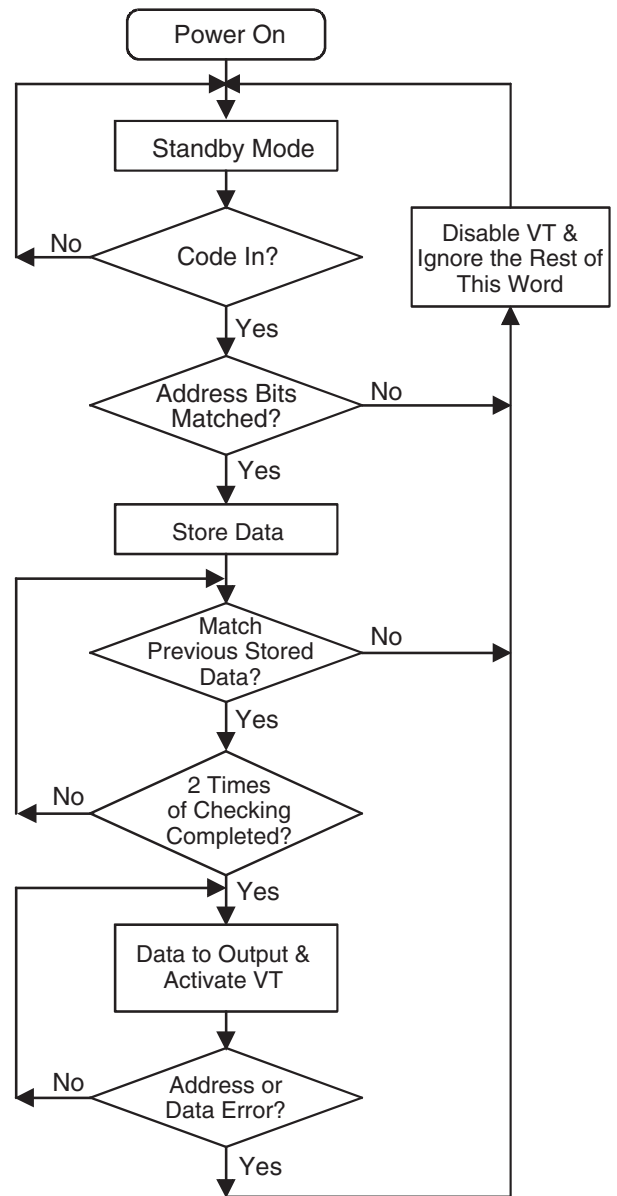 Power On
Standby Mode
No
Code In?
Disable VT &
Ignore the Rest of
This Word
Yes
Address Bits
Matched?
No
Yes
Store Data
Match
Previous Stored
Data?
No
Yes
No
2 Times
of Checking
Completed?
Yes
Data to Output &
Activate VT
No
Address or
Data Error?
Yes